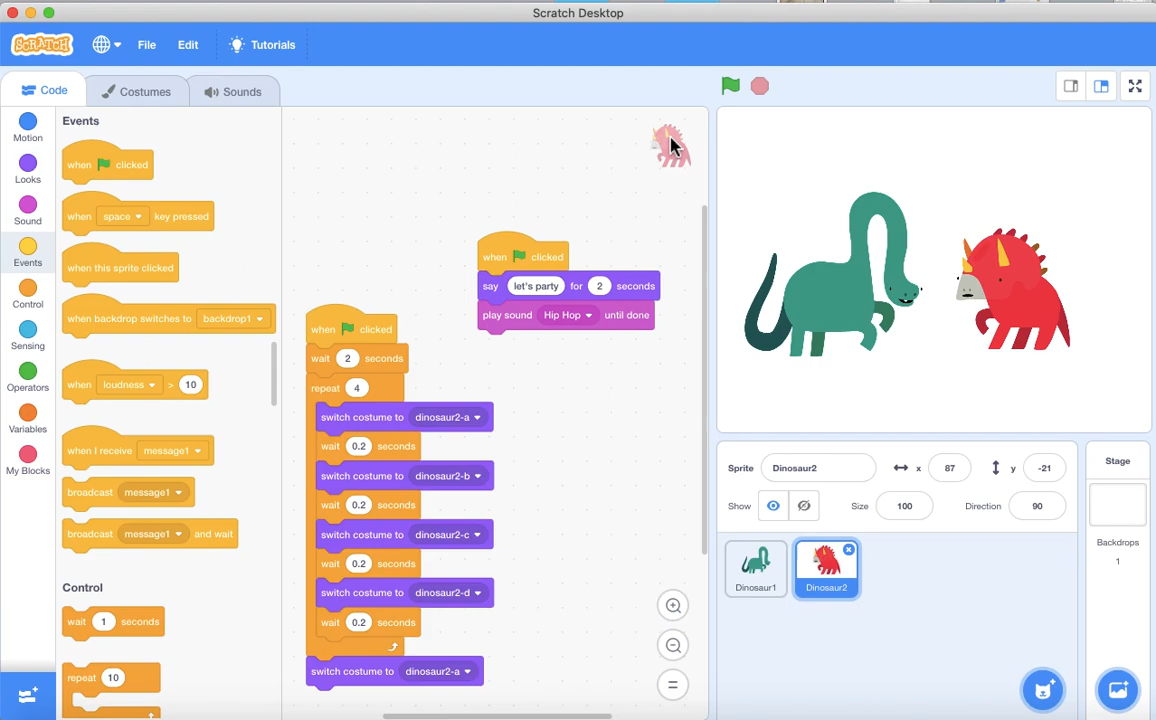 Scratch Desktop
SCRATCH File Edit Tutorials
Code Costumes Sounds
Motion
Looks
Sound
Events
Control
Sensing
Operators
Variables
My Blocks
Events
when clicked
when space key pressed
when this sprite clicked
when backdrop switches to backdrop1
when loudness > 10
when I receive message1
broadcast message1
broadcast message1 and wait
Control
wait 1 seconds
repeat 10
when clicked
say let's party for 2 seconds
play sound Hip Hop until done
when clicked
wait 2 seconds
repeat 4
switch costume to dinosaur2-a
wait 0.2 seconds
switch costume to dinosaur2-b
wait 0.2 seconds
switch costume to dinosaur2-c
wait 0.2 seconds
switch costume to dinosaur2-d
wait 0.2 seconds
switch costume to dinosaur2-a
Sprite Dinosaur2 x 87 y -21
Show Size 100 Direction 90
Dinosaur1 Dinosaur2
Stage
Backdrops
1